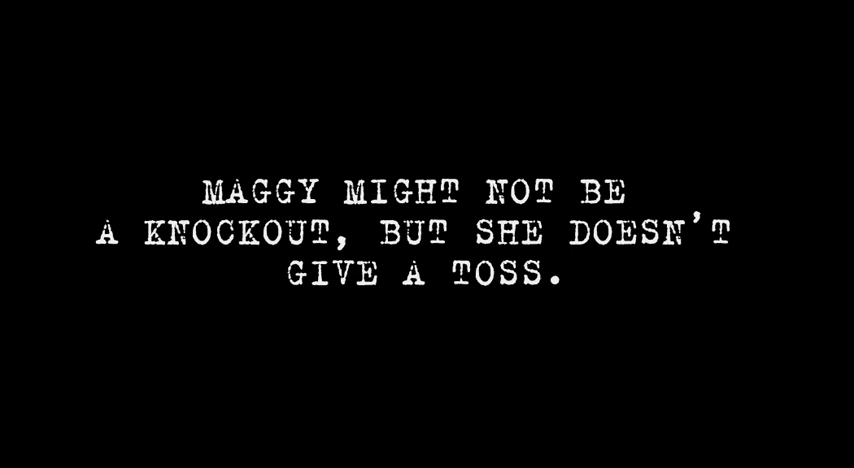 MAGGY MIGHT NOT BE
A KNOCKOUT, BUT SHE DOESN'T
GIVE A TOSS.